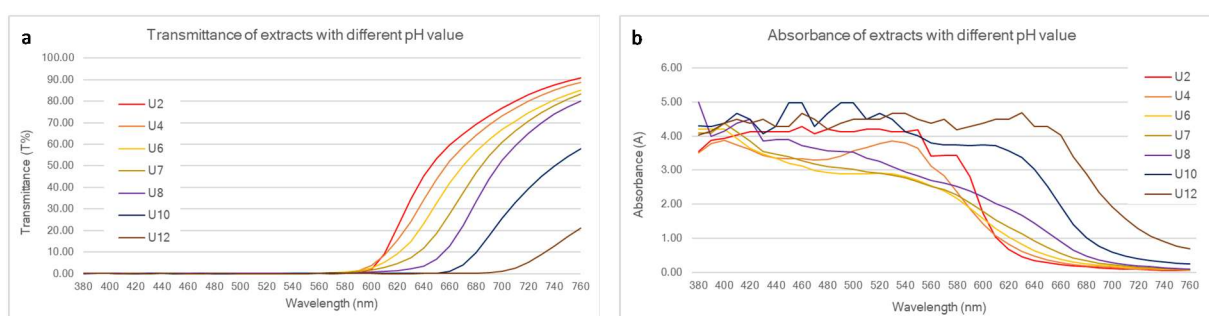 a
Transmittance of extracts with different pH value
100.00
90.00
80.00
70.00
60.00
50.00
40.00
30.00
20.00
10.00
0.00
Transmittance (T%)
U2
U4
U6
U7
U8
U10
U12
380 400 420 440 460 480 500 520 540 560 580 600 620 640 660 680 700 720 740 760
Wavelength (nm)
b
Absorbance of extracts with different pH value
6.00
5.00
4.00
3.00
2.00
1.00
0.00
Absorbance (A)
U2
U4
U6
U7
U8
U10
U12
380 400 420 440 460 480 500 520 540 560 580 600 620 640 660 680 700 720 740 760
Wavelength (nm)